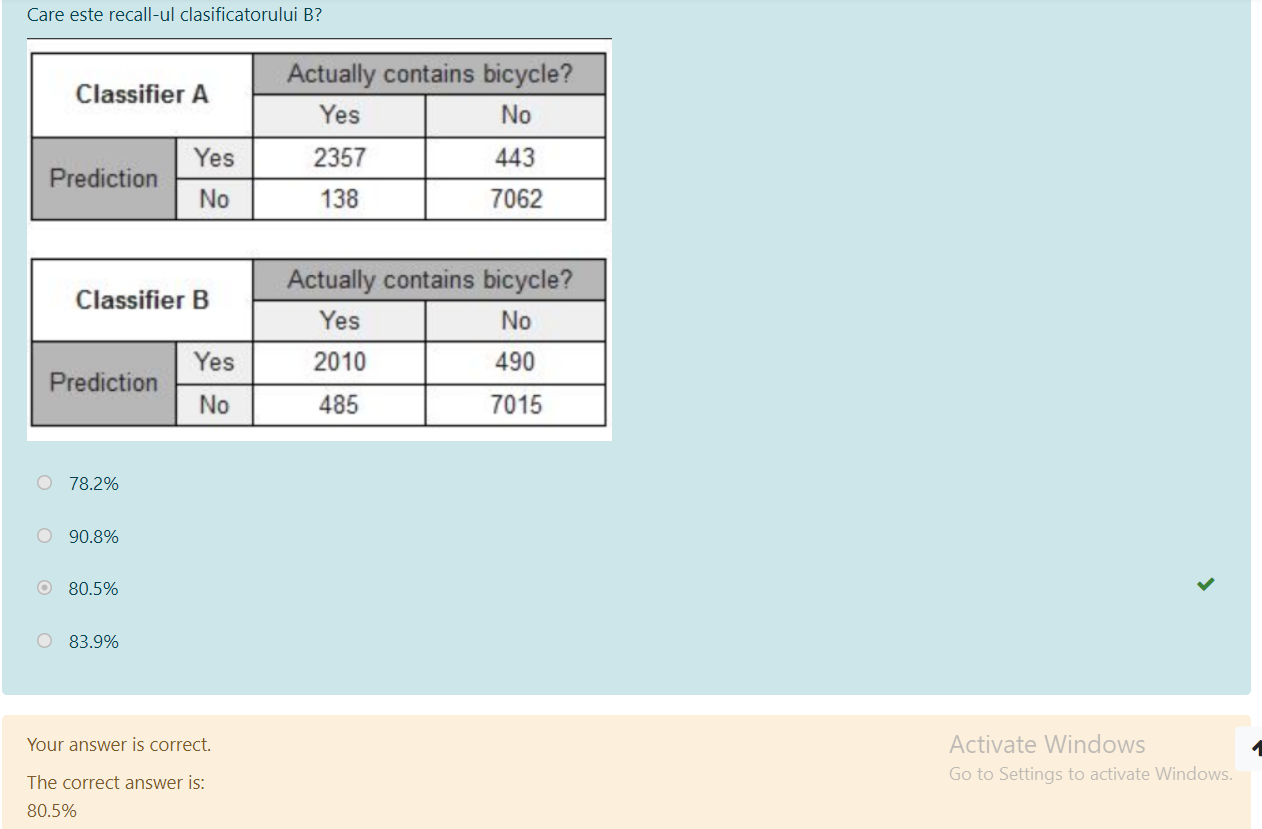 Care este recall-ul clasificatorului B?
Classifier A
Actually contains bicycle?
Yes No
Prediction
Yes 2357 443
No 138 7062
Classifier B
Actually contains bicycle?
Yes No
Prediction
Yes 2010 490
No 485 7015
78.2%
90.8%
80.5%
83.9%
Your answer is correct.
The correct answer is:
80.5%
Activate Windows
Go to Settings to activate Windows.